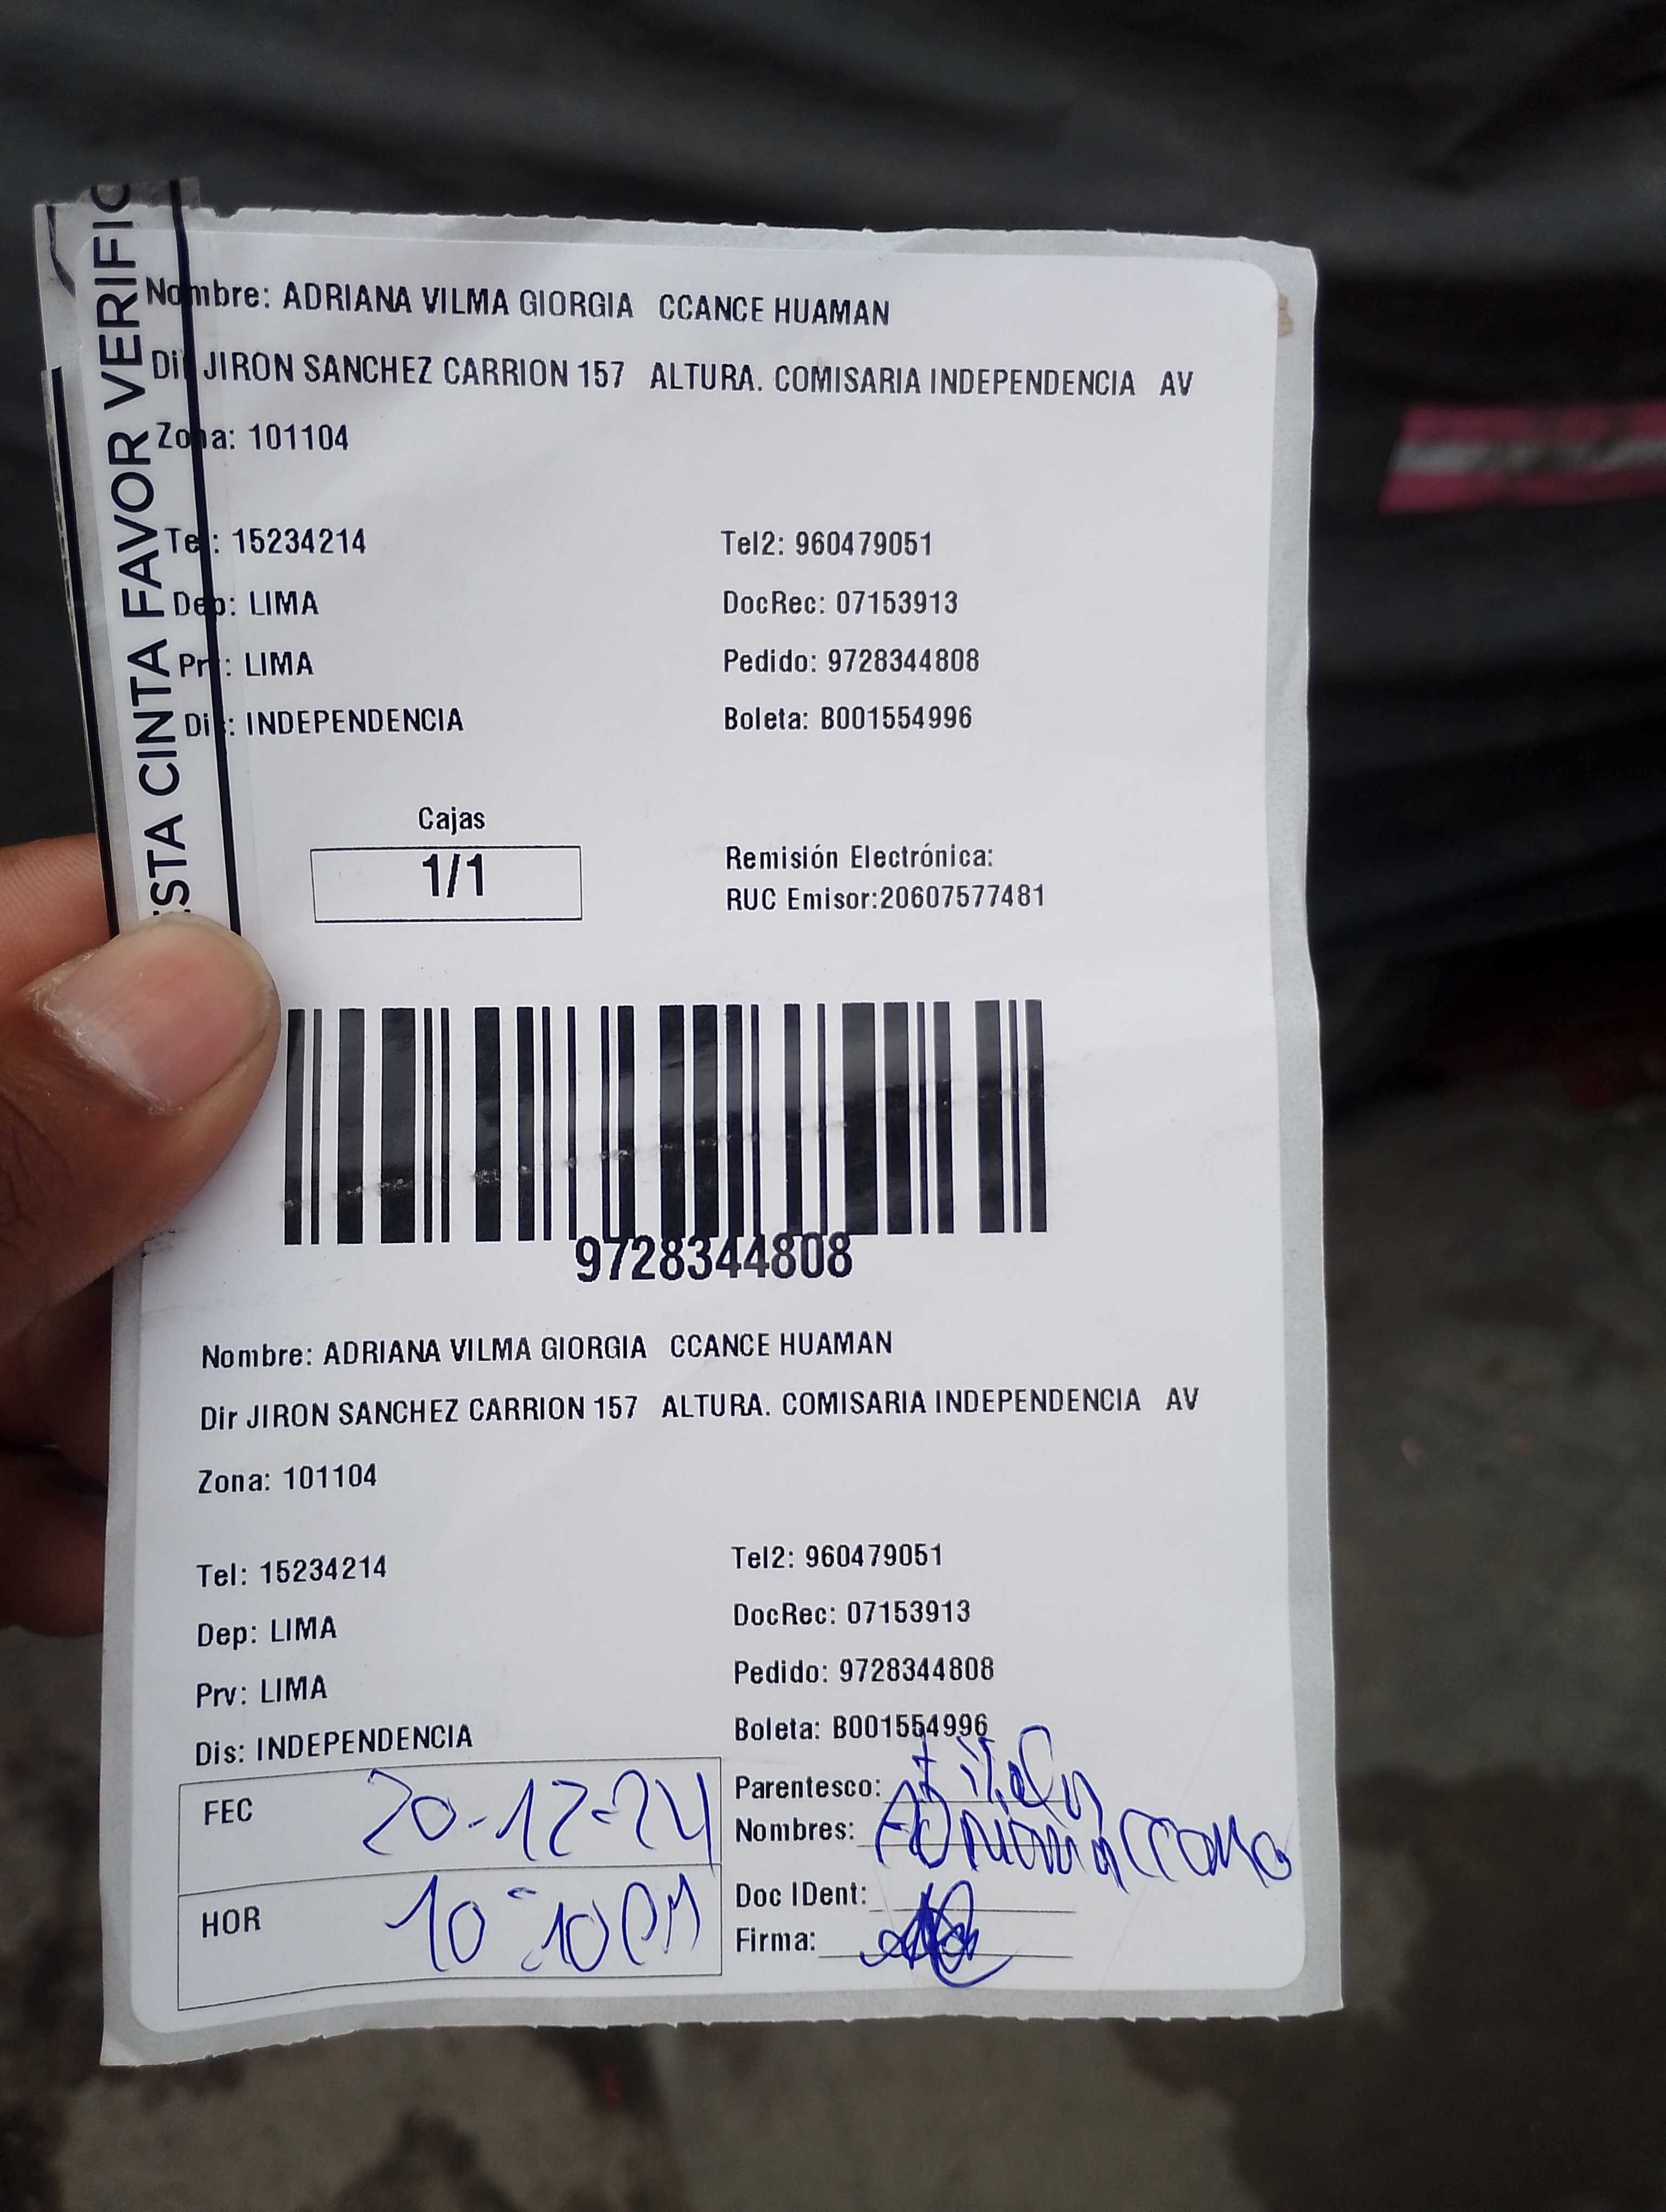 STA CINTA FAVOR VERIFIC
Nombre: ADRIANA VILMA GIORGIA CCANCE HUAMAN
Dir JIRON SANCHEZ CARRION 157 ALTURA. COMISARIA INDEPENDENCIA AV
Zona: 101104
Tel: 15234214 Tel2: 960479051
Dep: LIMA DocRec: 07153913
Prv: LIMA Pedido: 9728344808
Dis: INDEPENDENCIA Boleta: B001554996
Cajas
1/1
Remisión Electrónica:
RUC Emisor:20607577481
9728344808
Nombre: ADRIANA VILMA GIORGIA CCANCE HUAMAN
Dir JIRON SANCHEZ CARRION 157 ALTURA. COMISARIA INDEPENDENCIA AV
Zona: 101104
Tel: 15234214 Tel2: 960479051
Dep: LIMA DocRec: 07153913
Prv: LIMA Pedido: 9728344808
Dis: INDEPENDENCIA Boleta: B001554996
FEC 20-12-24
HOR 10:10
Parentesco:
Nombres: Adriana
Doc IDent:
Firma: